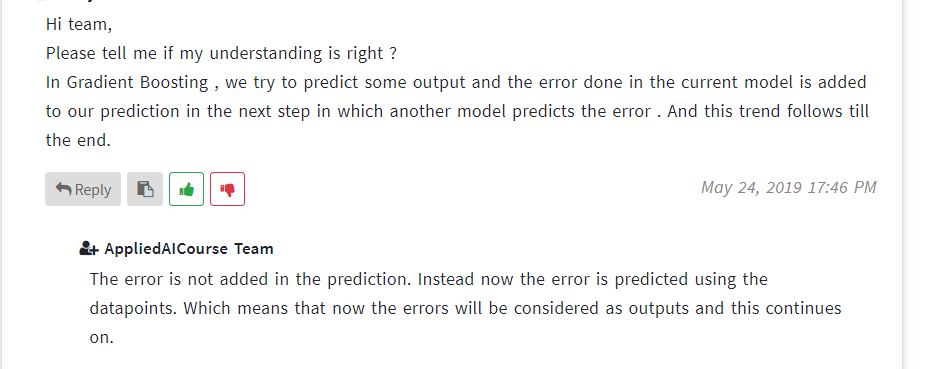 Hi team,
Please tell me if my understanding is right ?
In Gradient Boosting , we try to predict some output and the error done in the current model is added
to our prediction in the next step in which another model predicts the error . And this trend follows till
the end.
Reply
May 24, 2019 17:46 PM
AppliedAICourse Team
The error is not added in the prediction. Instead now the error is predicted using the
datapoints. Which means that now the errors will be considered as outputs and this continues
on.